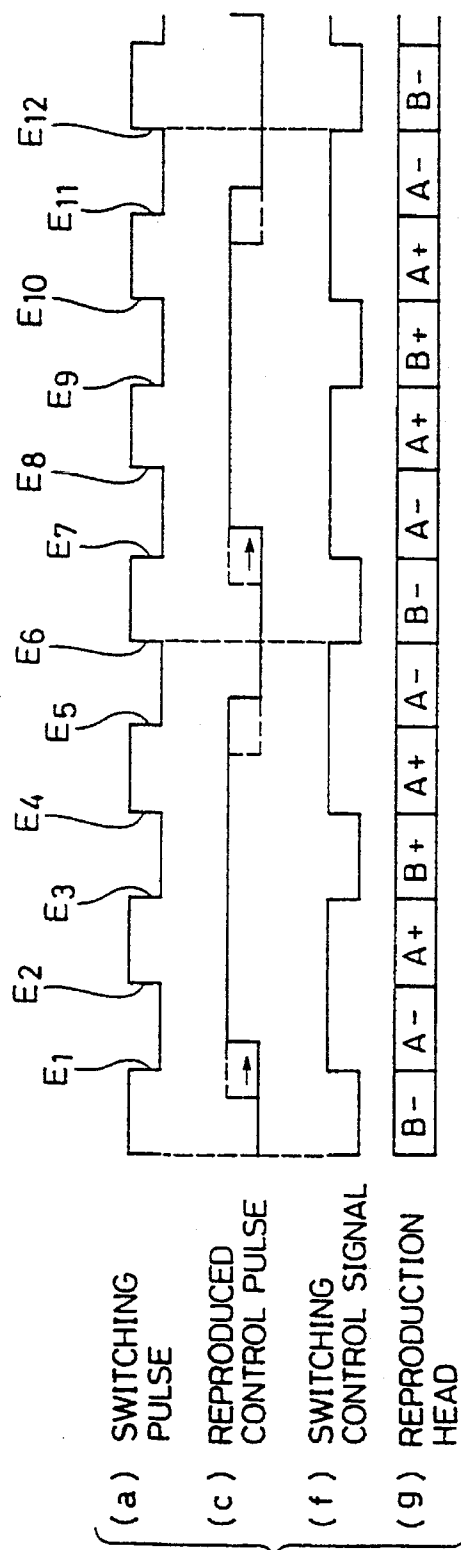 E1 E2 E3 E4 E5 E6 E7 E8 E9 E10 E11 E12
(a) SWITCHING
PULSE
(c) REPRODUCED
CONTROL PULSE
(f) SWITCHING
CONTROL SIGNAL
(g) REPRODUCTION
HEAD
B- A- A+ B+ A+ A- B- A- A+ B+ A+ A- B-